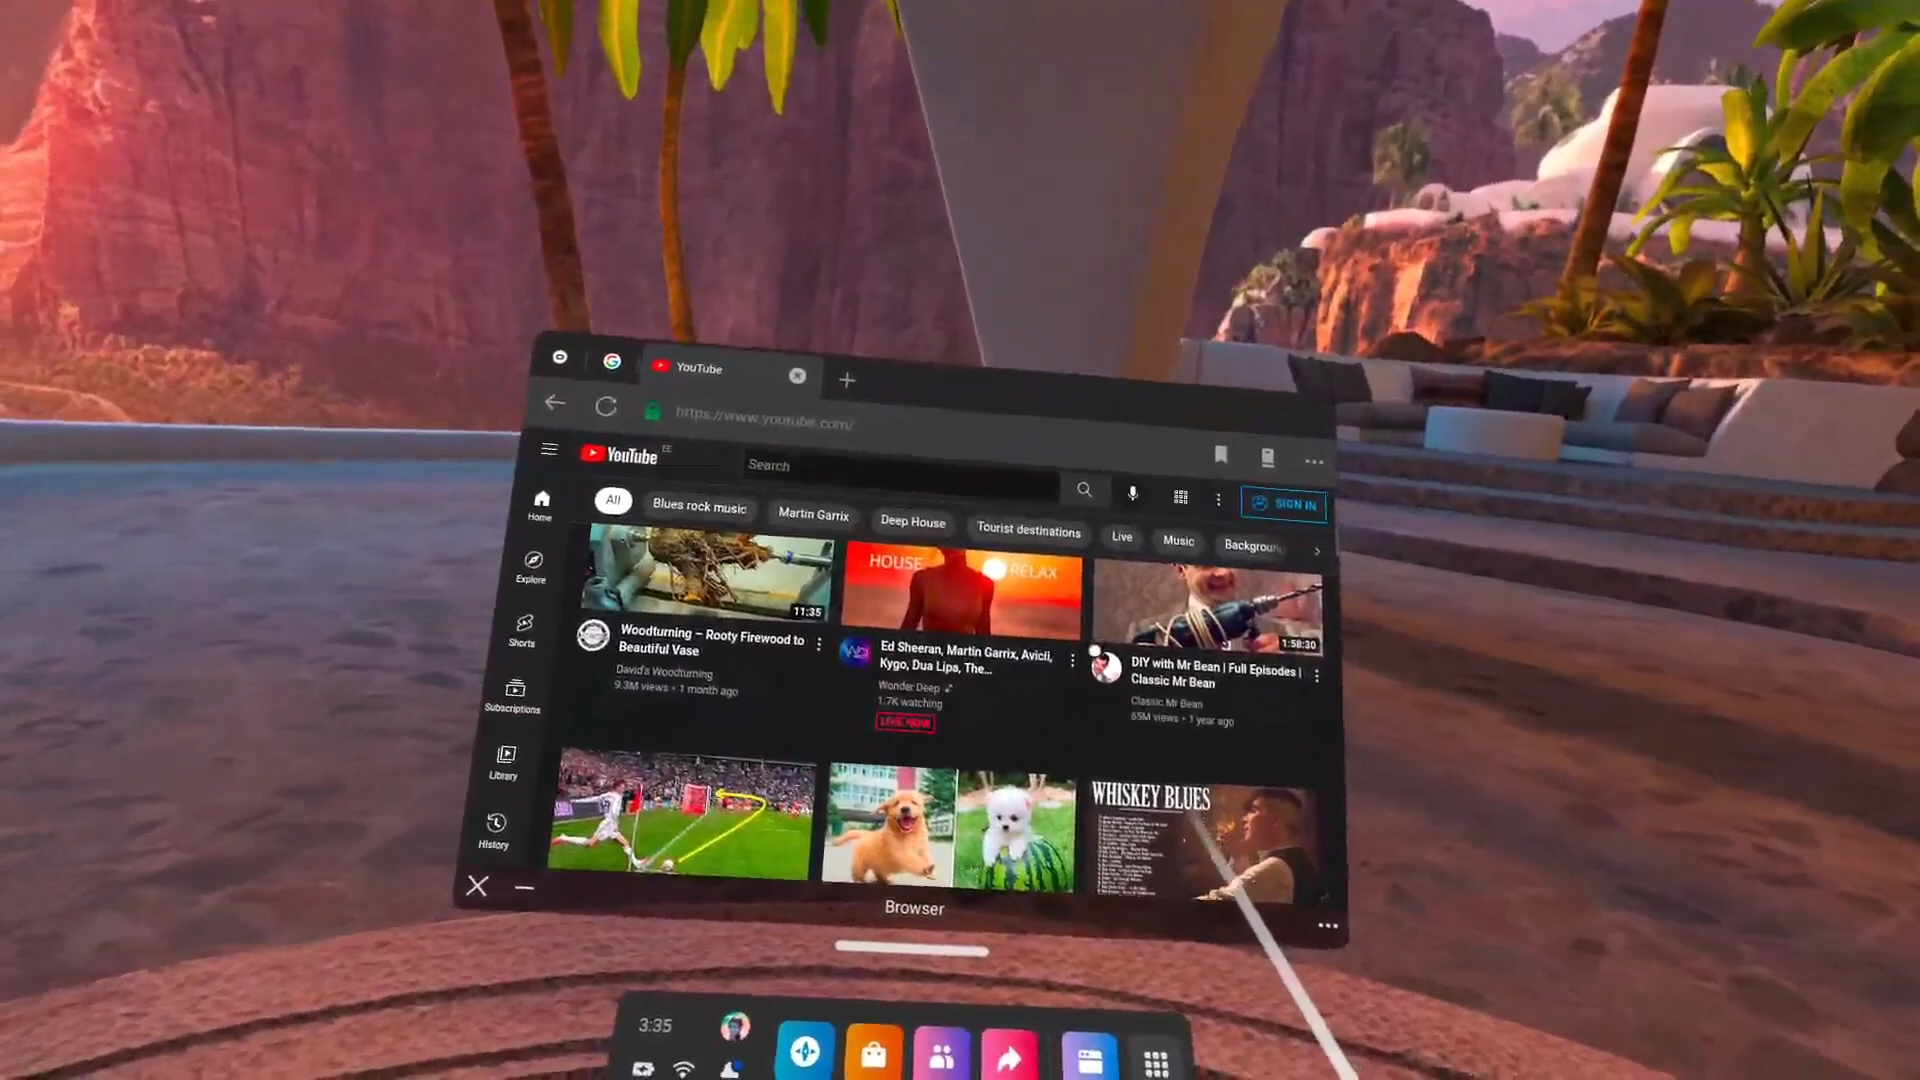 YouTube
https://www.youtube.com/
YouTube EE
Search
SIGN IN
All
Blues rock music
Martin Garrix
Deep House
Tourist destinations
Live
Music
Home
Explore
Shorts
Subscriptions
Library
History
11:35
Woodturning – Rooty Firewood to
Beautiful Vase
David's Woodturning
9.3M views • 1 month ago
HOUSE RELAX
Ed Sheeran, Martin Garrix, Avicii,
Kygo, Dua Lipa, The...
Wonder Deep
1.7K watching
LIVE NOW
1:58:30
DIY with Mr Bean | Full Episodes |
Classic Mr Bean
Classic Mr Bean
65M views • 1 year ago
WHISKEY BLUES
Browser
3:35